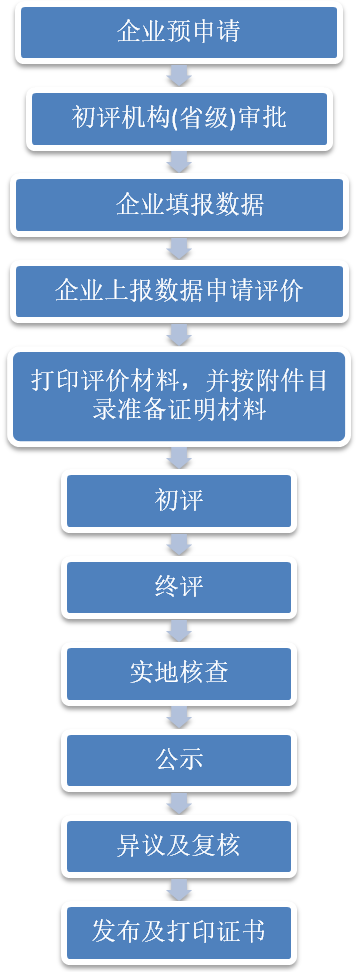 企业预申请
初评机构(省级)审批
企业填报数据
企业上报数据申请评价
打印评价材料，并按附件目
录准备证明材料
初评
终评
实地核查
公示
异议及复核
发布及打印证书